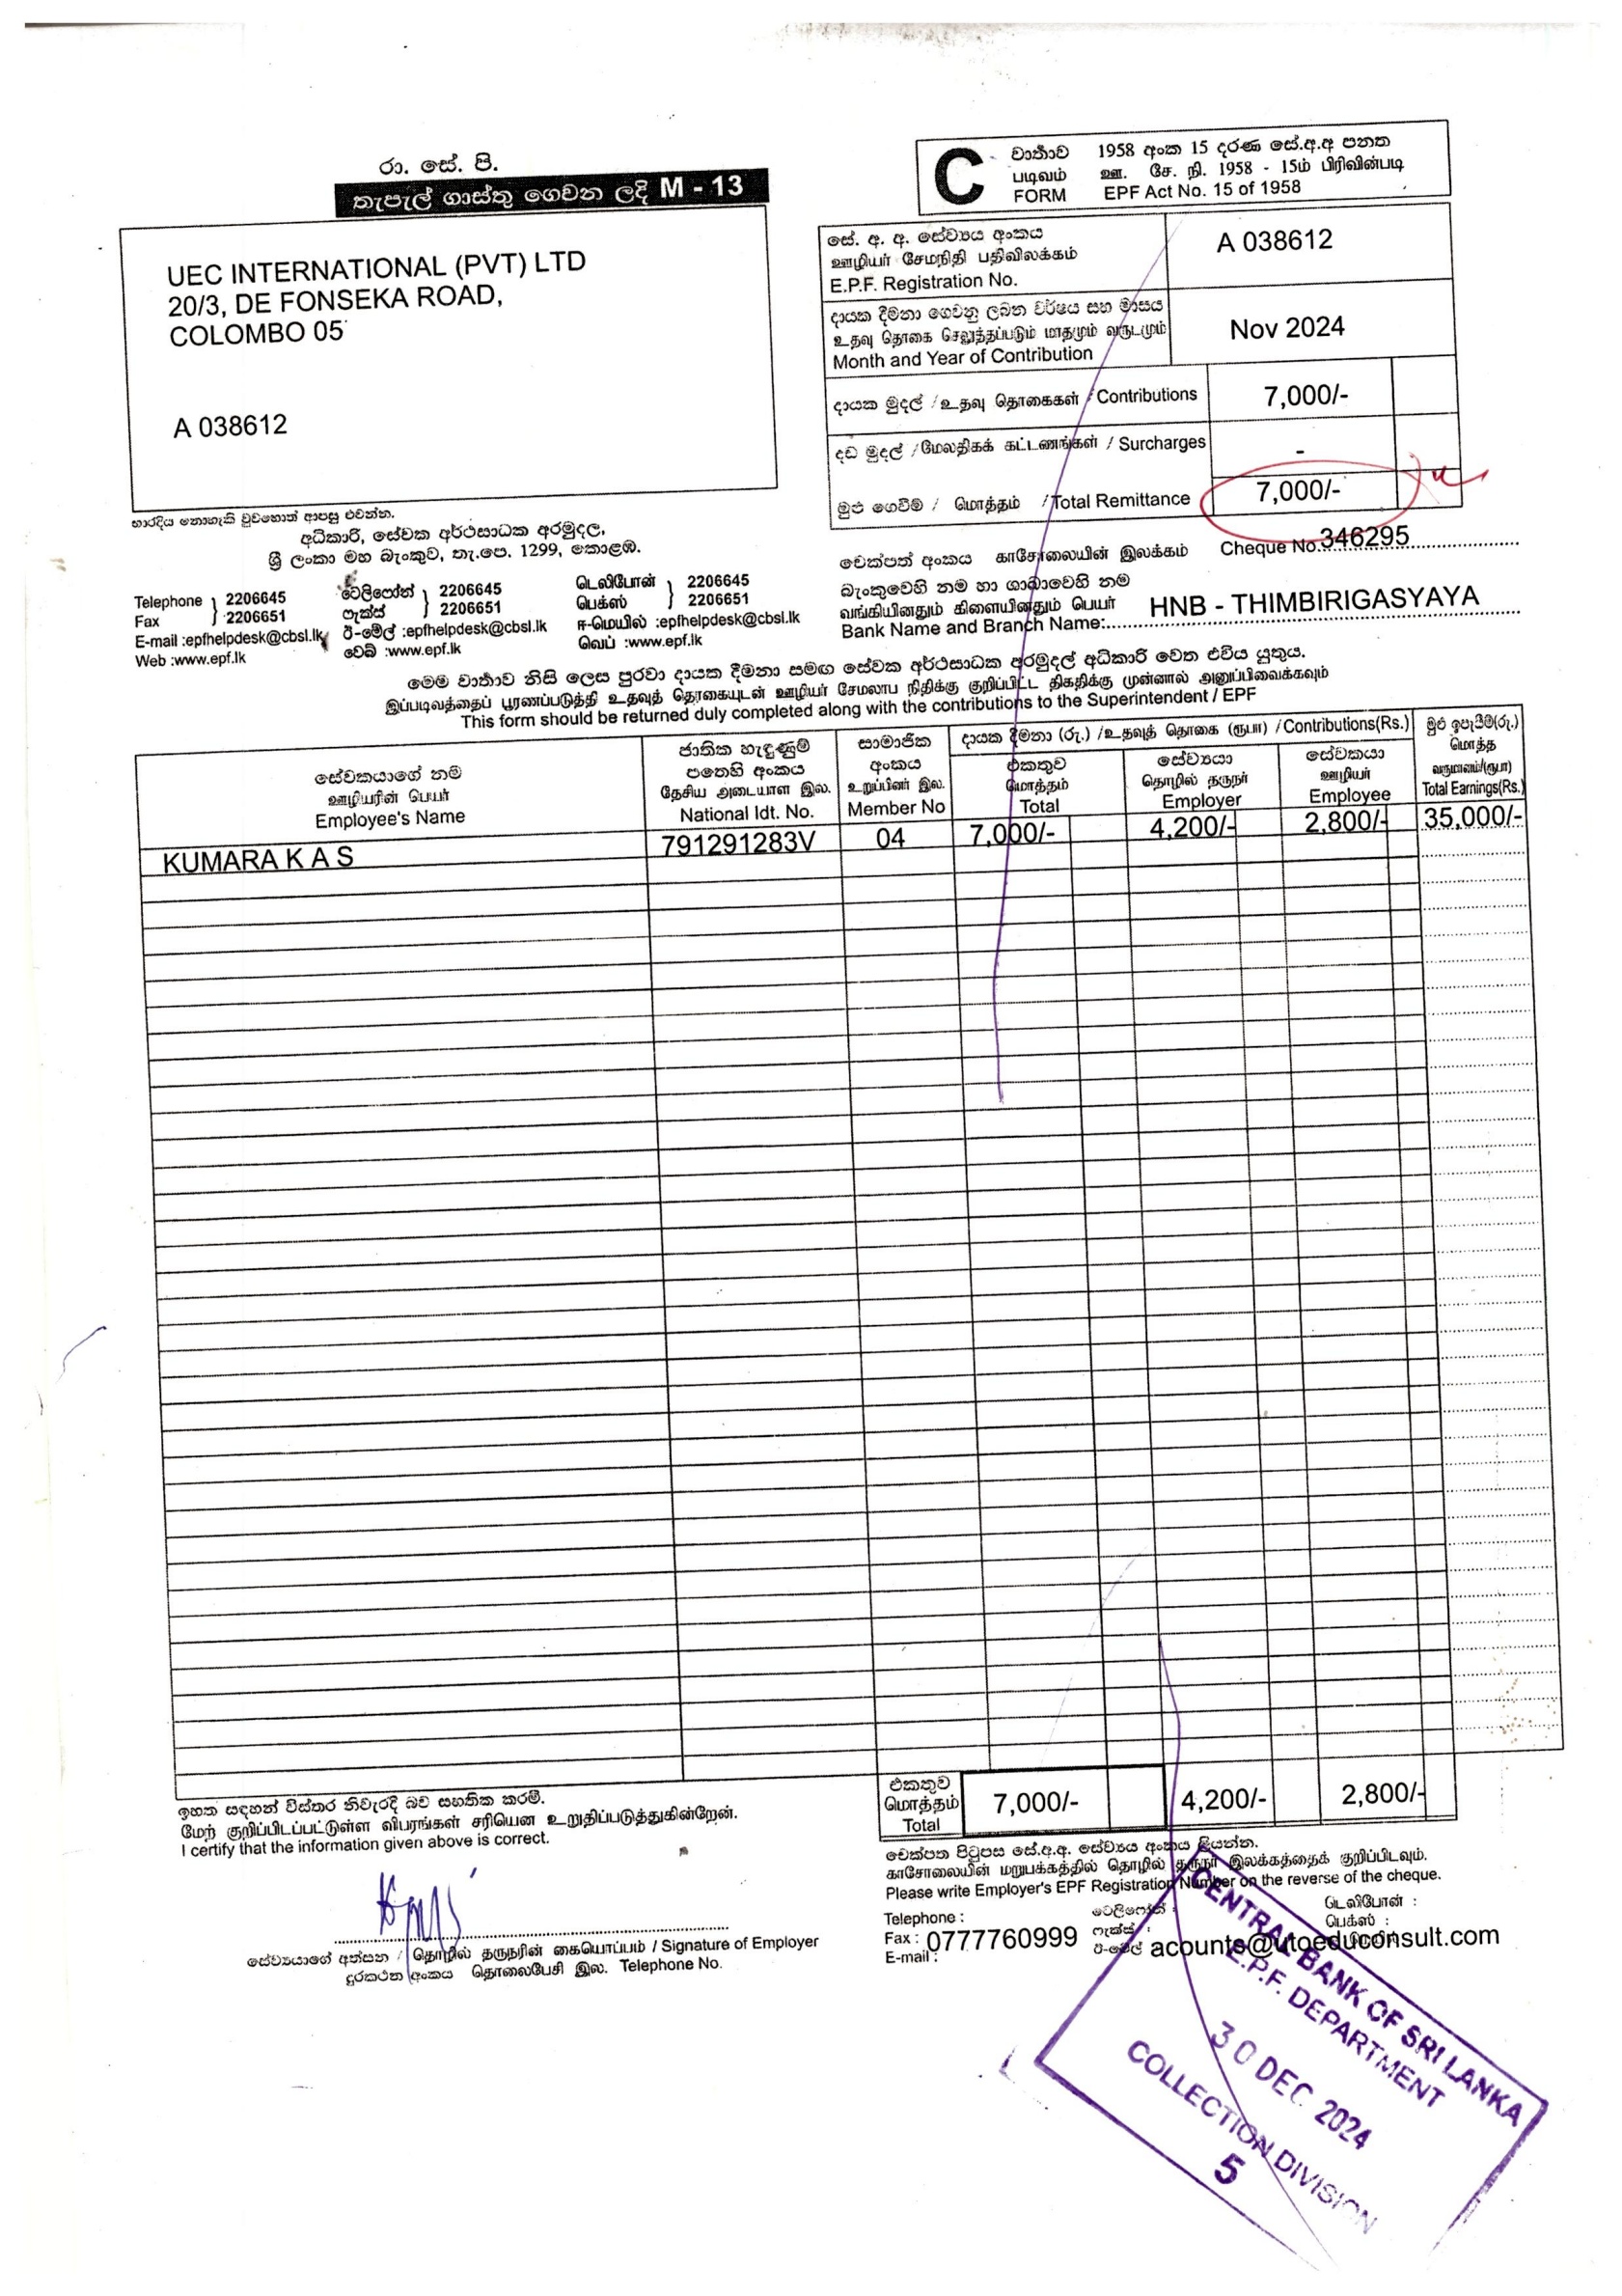 රා. සේ. පි.
තැපැල් ගාස්තු ගෙවන ලදි M - 13
UEC INTERNATIONAL (PVT) LTD
20/3, DE FONSEKA ROAD,
COLOMBO 05
A 038612
භාරදිය නොහැකි වුවහොත් ආපසු එවන්න.
අධිකාරි, සේවක අර්ථසාධක අරමුදල,
ශ්‍රී ලංකා මහ බැංකුව, තැ.පෙ. 1299, කොළඹ.
Telephone } 2206645 ටෙලිෆෝන් } 2206645 டெலிபோன் } 2206645
Fax } 2206651 ෆැක්ස් } 2206651 பெக்ஸ் } 2206651
E-mail :epfhelpdesk@cbsl.lk ඊ-මේල් :epfhelpdesk@cbsl.lk ஈ-மெயில் :epfhelpdesk@cbsl.lk
Web :www.epf.lk වෙබ් :www.epf.lk வெப் :www.epf.lk
C
වාර්තාව 1958 අංක 15 දරණ සේ.අ.අ පනත
படிவம் ஊ. சே. நி. 1958 - 15ம் பிரிவின்படி
FORM EPF Act No. 15 of 1958
සේ. අ. අ. සේව්‍යය අංකය
ஊழியர் சேமநிதி பதிவிலக்கம்
E.P.F. Registration No.
A 038612
දායක දීමනා ගෙවනු ලබන වර්ෂය සහ මාසය
உதவு தொகை செலுத்தப்படும் மாதமும் வருடமும்
Month and Year of Contribution
Nov 2024
දායක මුදල් /உதவு தொகைகள் /Contributions 7,000/-
දඩ මුදල් /மேலதிகக் கட்டணங்கள் / Surcharges -
මුළු ගෙවීම් / மொத்தம் /Total Remittance 7,000/-
චෙක්පත් අංකය காசோலையின் இலக்கம் Cheque No.346295
බැංකුවෙහි නම හා ශාඛාවෙහි නම
வங்கியினதும் கிளையினதும் பெயர்
Bank Name and Branch Name: HNB - THIMBIRIGASYAYA
මෙම වාර්තාව නිසි ලෙස පුරවා දායක දීමනා සමඟ සේවක අර්ථසාධක අරමුදල් අධිකාරි වෙත එවිය යුතුය.
இப்படிவத்தைப் பூரணப்படுத்தி உதவுத் தொகையுடன் ஊழியர் சேமலாப நிதிக்கு குறிப்பிட்ட திகதிக்கு முன்னால் அனுப்பிவைக்கவும்
This form should be returned duly completed along with the contributions to the Superintendent / EPF
සේවකයාගේ නම
ஊழியரின் பெயர்
Employee's Name
ජාතික හැඳුණුම්
පතෙහි අංකය
தேசிய அடையாள இல.
National Idt. No.
සාමාජික
අංකය
உறுப்பினர் இல.
Member No
දායක දීමනා (රු.) /உதவுத் தொகை (ரூபா) /Contributions(Rs.)
එකතුව
மொத்தம்
Total
සේව්‍යයා
தொழில் தருநர்
Employer
සේවකයා
ஊழியர்
Employee
මුළු ඉපැයීම්(රු.)
மொத்த
வருமானம்(ரூபா)
Total Earnings(Rs.)
KUMARA K A S 791291283V 04 7,000/- 4,200/- 2,800/- 35,000/-
එකතුව
மொத்தம்
Total
7,000/- 4,200/- 2,800/-
ඉහත සඳහන් විස්තර නිවැරදි බව සහතික කරමි.
மேற் குறிப்பிடப்பட்டுள்ள விபரங்கள் சரியென உறுதிப்படுத்துகின்றேன்.
I certify that the information given above is correct.
සේව්‍යයාගේ අත්සන / தொழில் தருநரின் கையொப்பம் / Signature of Employer
දුරකථන අංකය தொலைபேசி இல. Telephone No.
චෙක්පත පිටුපස සේ.අ.අ. සේව්‍යය අංකය ලියන්න.
காசோலையின் மறுபக்கத்தில் தொழில் தருநர் இலக்கத்தைக் குறிப்பிடவும்.
Please write Employer's EPF Registration Number on the reverse of the cheque.
Telephone : ටෙලිෆෝන් : டெலிபோன் :
Fax : 0777760999 ෆැක්ස් : பெக்ஸ் :
E-mail : ඊ-මේල් acounts@utoeduconsult.com
CENTRAL BANK OF SRI LANKA
E.P.F. DEPARTMENT
30 DEC 2024
COLLECTION DIVISION
5